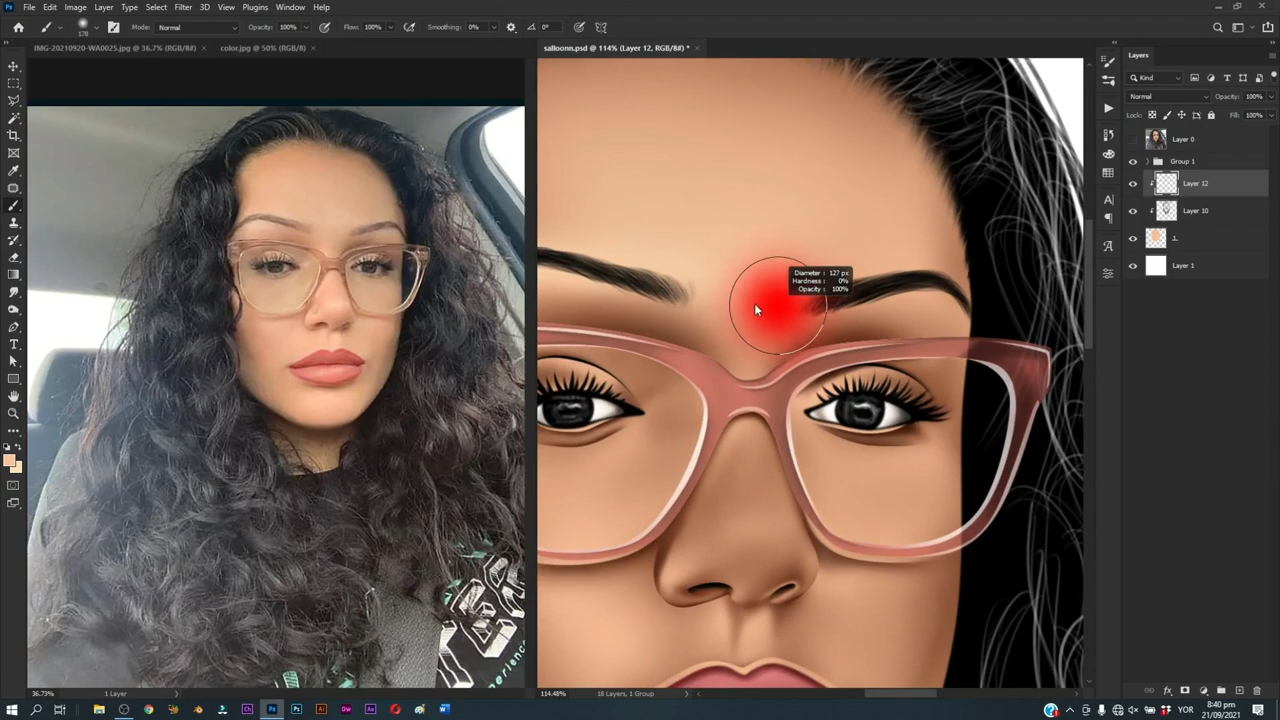 File Edit Image Layer Type Select Filter 3D View Plugins Window Help
Mode: Normal Opacity: 100% Flow: 100% Smoothing: 0% 0°
178
IMG-20210920-WA0025.jpg @ 36.7% (RGB/8#) × color.jpg @ 50% (RGB/8) × salloonn.psd @ 114% (Layer 12, RGB/8#) * ×
Layers
Kind
Normal Opacity: 100%
Lock: Fill: 100%
Layer 0
Group 1
Layer 12
Layer 10
Layer 1
Diameter : 127 px
Hardness : 0%
Opacity : 100%
36.73% 1 Layer
114.48% 18 Layers, 1 Group
YOR
8:40 pm
21/09/2021